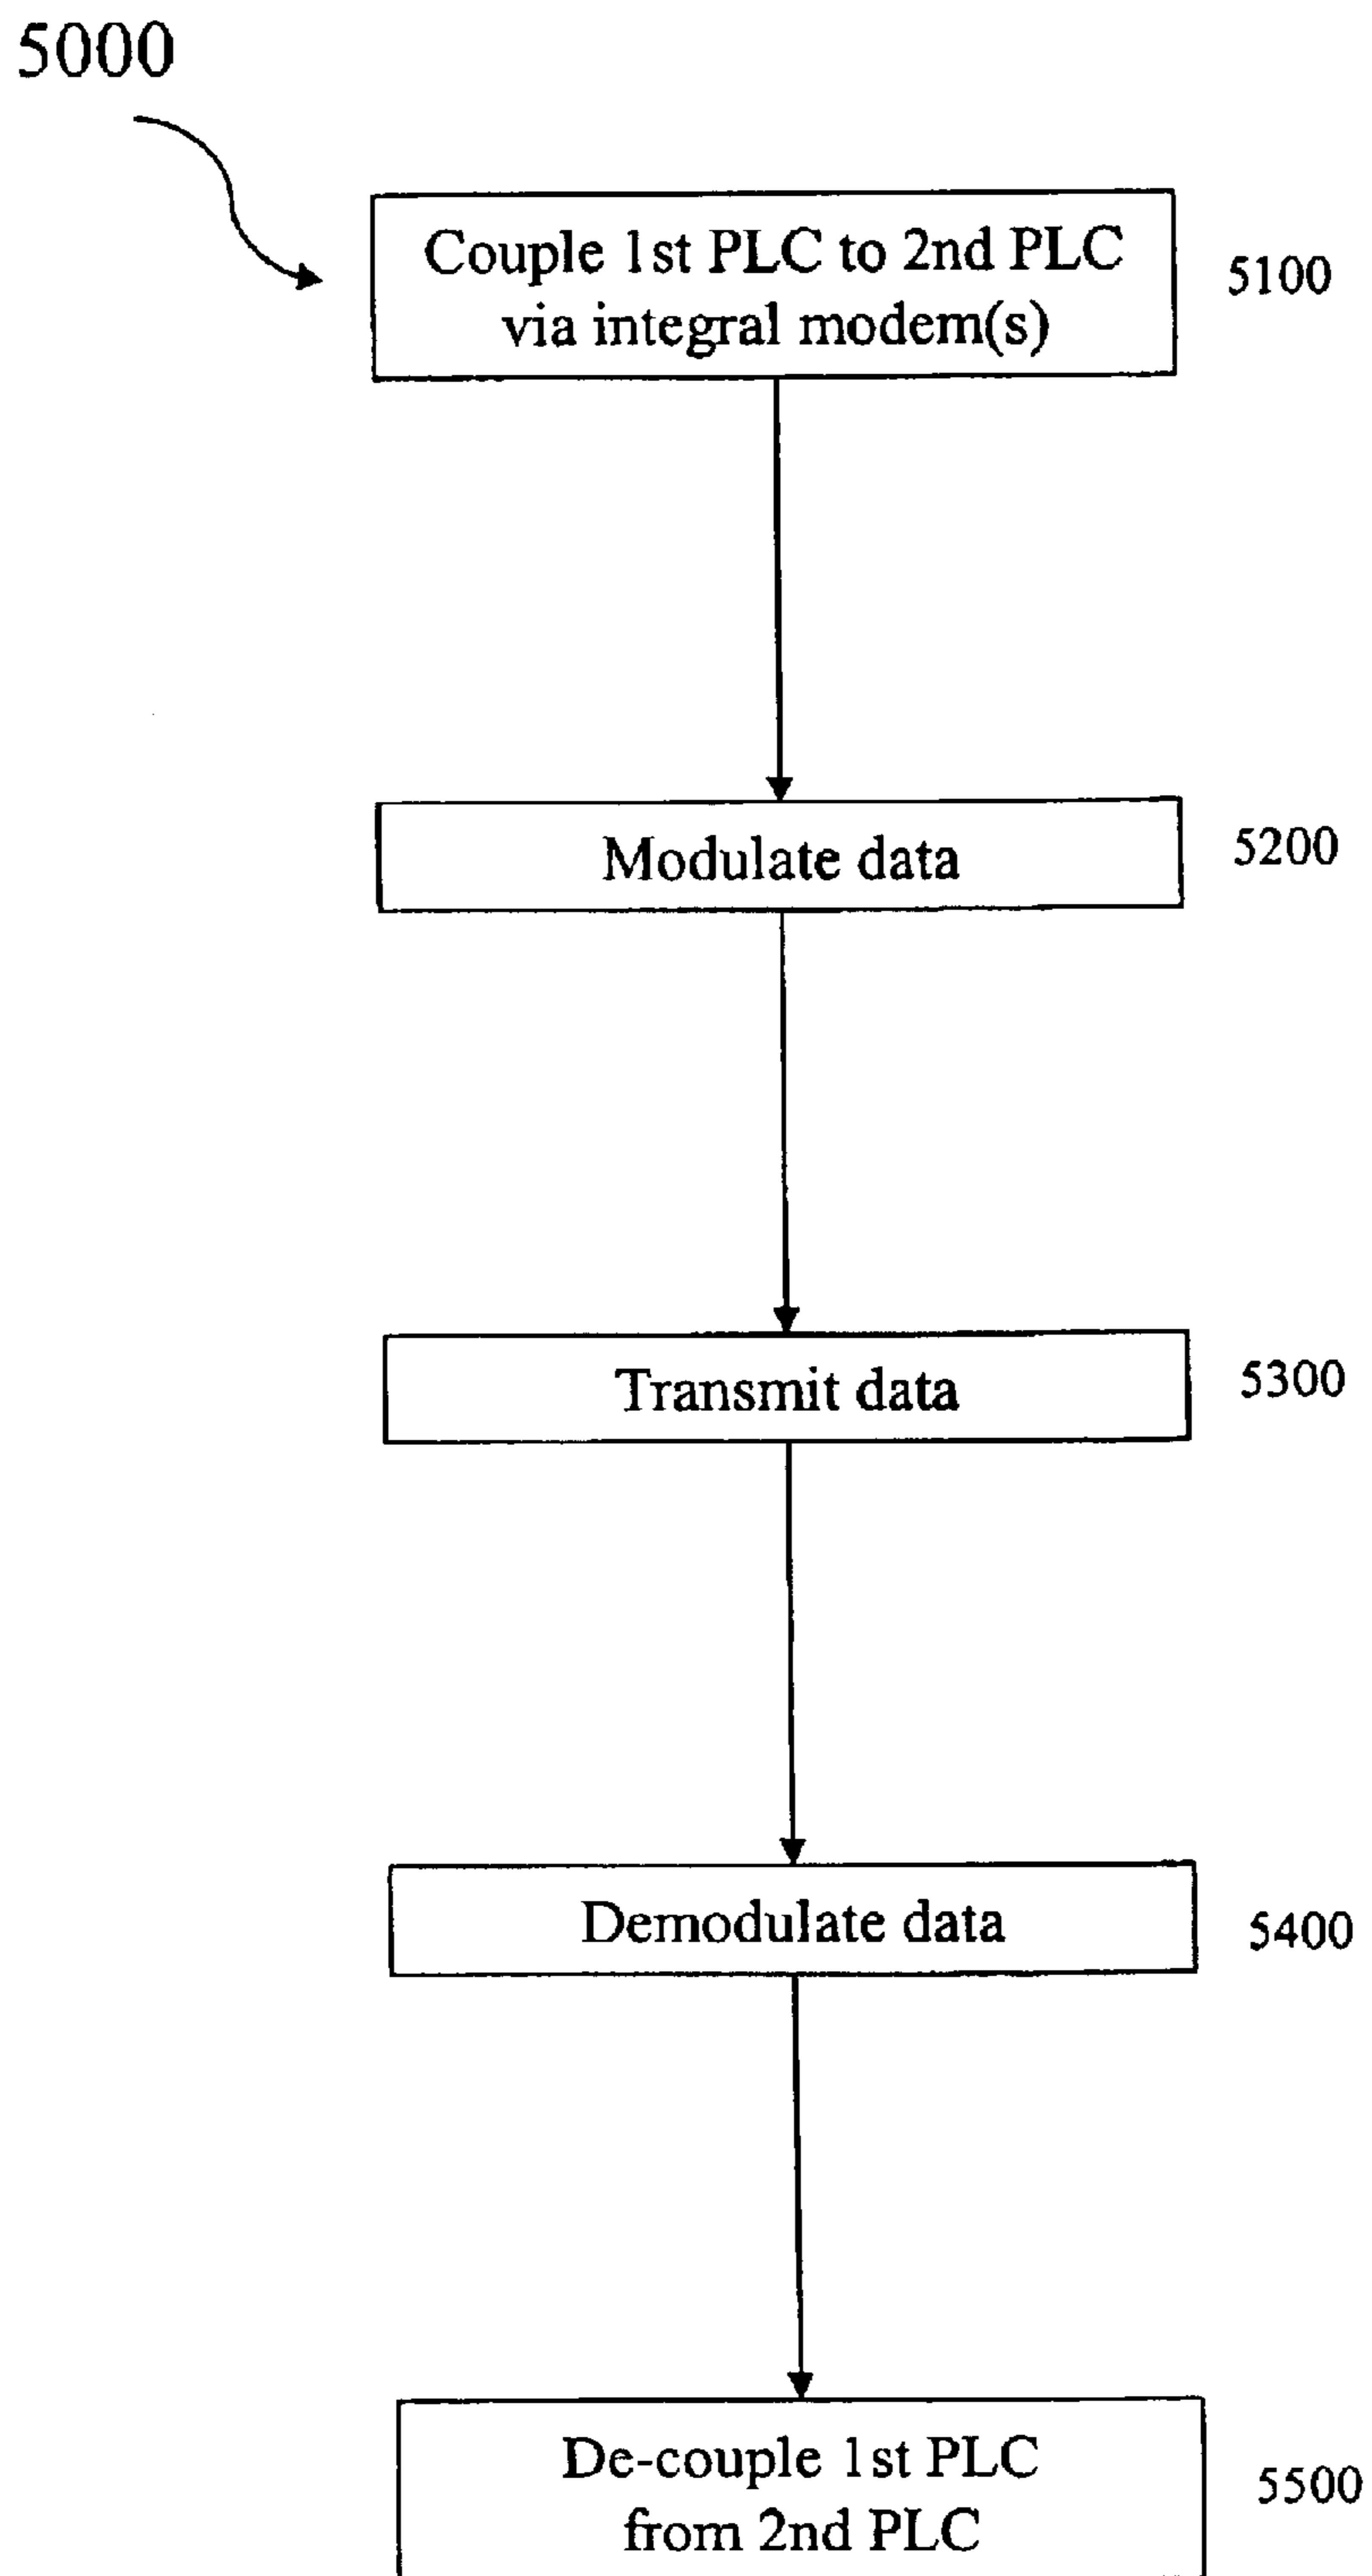 5000
Couple 1st PLC to 2nd PLC
via integral modem(s)
5100
Modulate data
5200
Transmit data
5300
Demodulate data
5400
De-couple 1st PLC
from 2nd PLC
5500